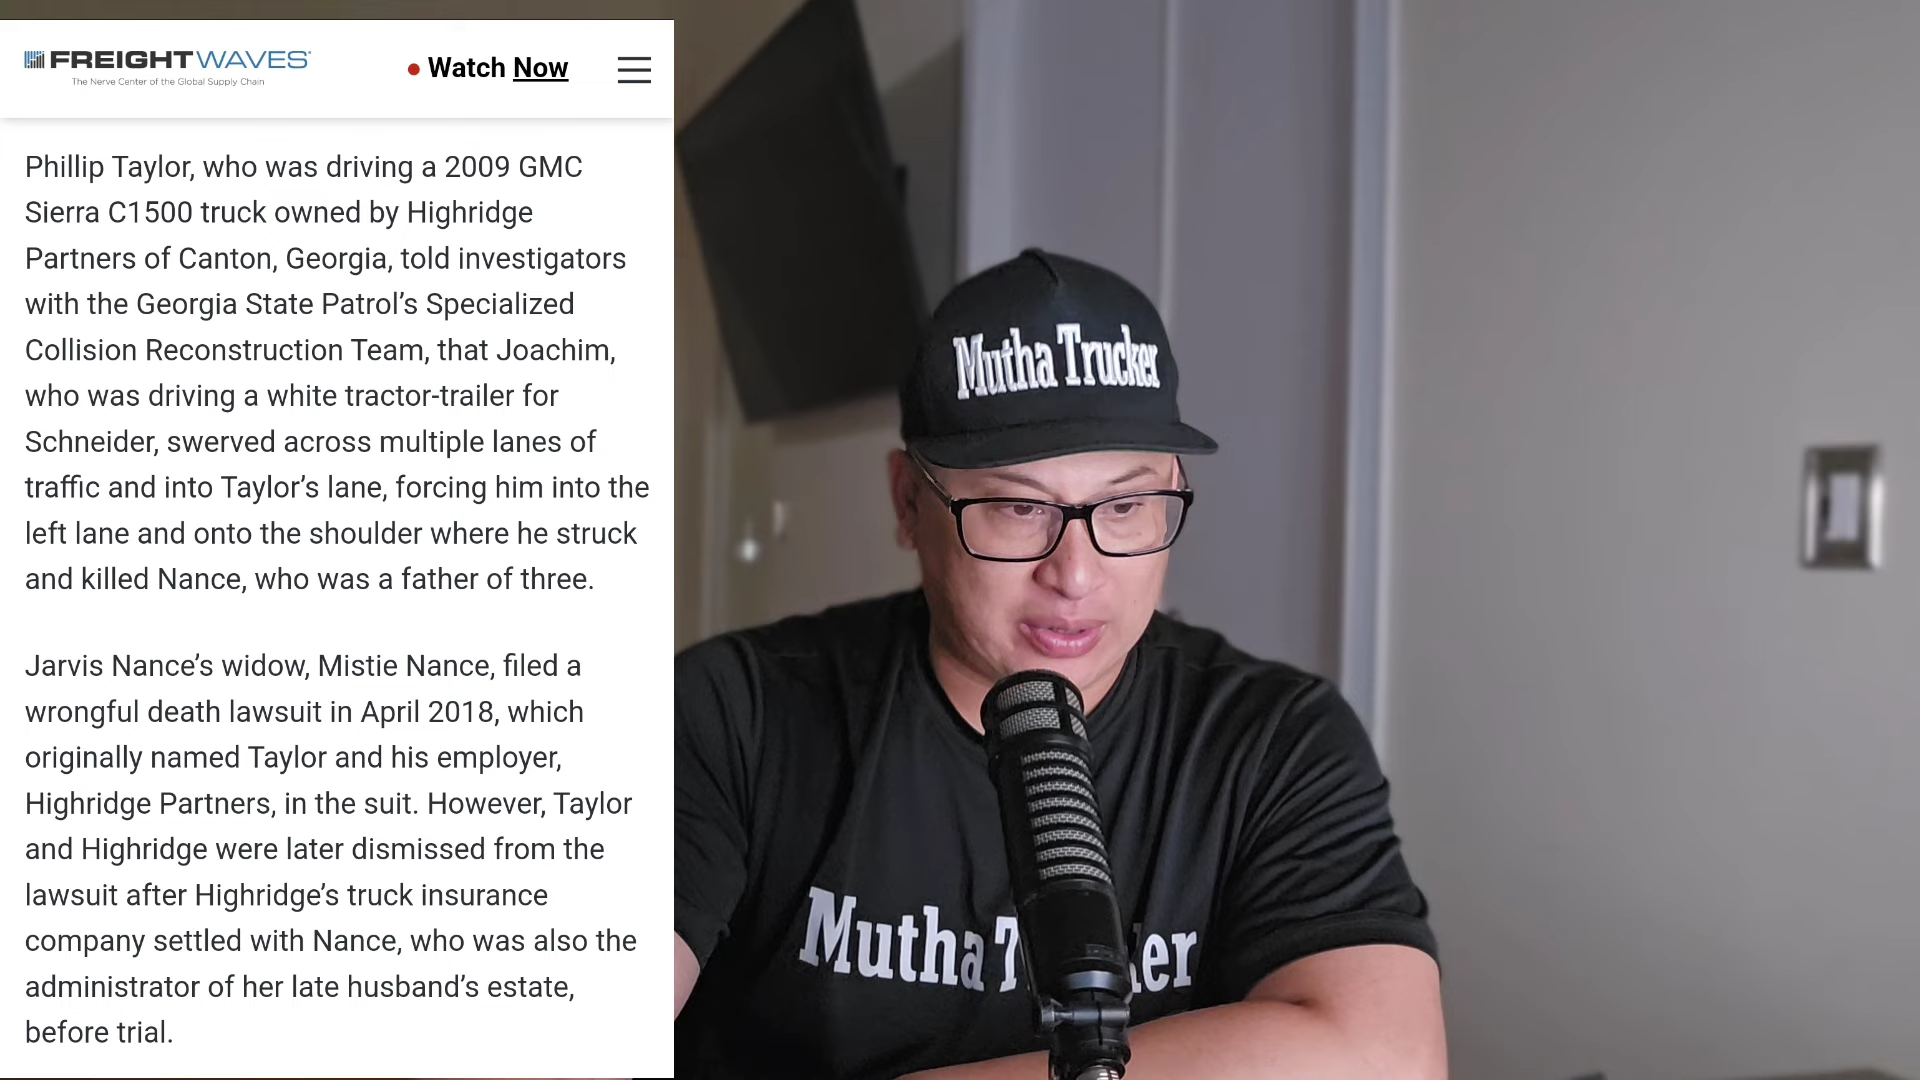 FREIGHTWAVES
The Nerve Center of the Global Supply Chain
Watch Now
Phillip Taylor, who was driving a 2009 GMC
Sierra C1500 truck owned by Highridge
Partners of Canton, Georgia, told investigators
with the Georgia State Patrol’s Specialized
Collision Reconstruction Team, that Joachim,
who was driving a white tractor-trailer for
Schneider, swerved across multiple lanes of
traffic and into Taylor’s lane, forcing him into the
left lane and onto the shoulder where he struck
and killed Nance, who was a father of three.
Jarvis Nance’s widow, Mistie Nance, filed a
wrongful death lawsuit in April 2018, which
originally named Taylor and his employer,
Highridge Partners, in the suit. However, Taylor
and Highridge were later dismissed from the
lawsuit after Highridge’s truck insurance
company settled with Nance, who was also the
administrator of her late husband’s estate,
before trial.
Mutha Trucker
Mutha